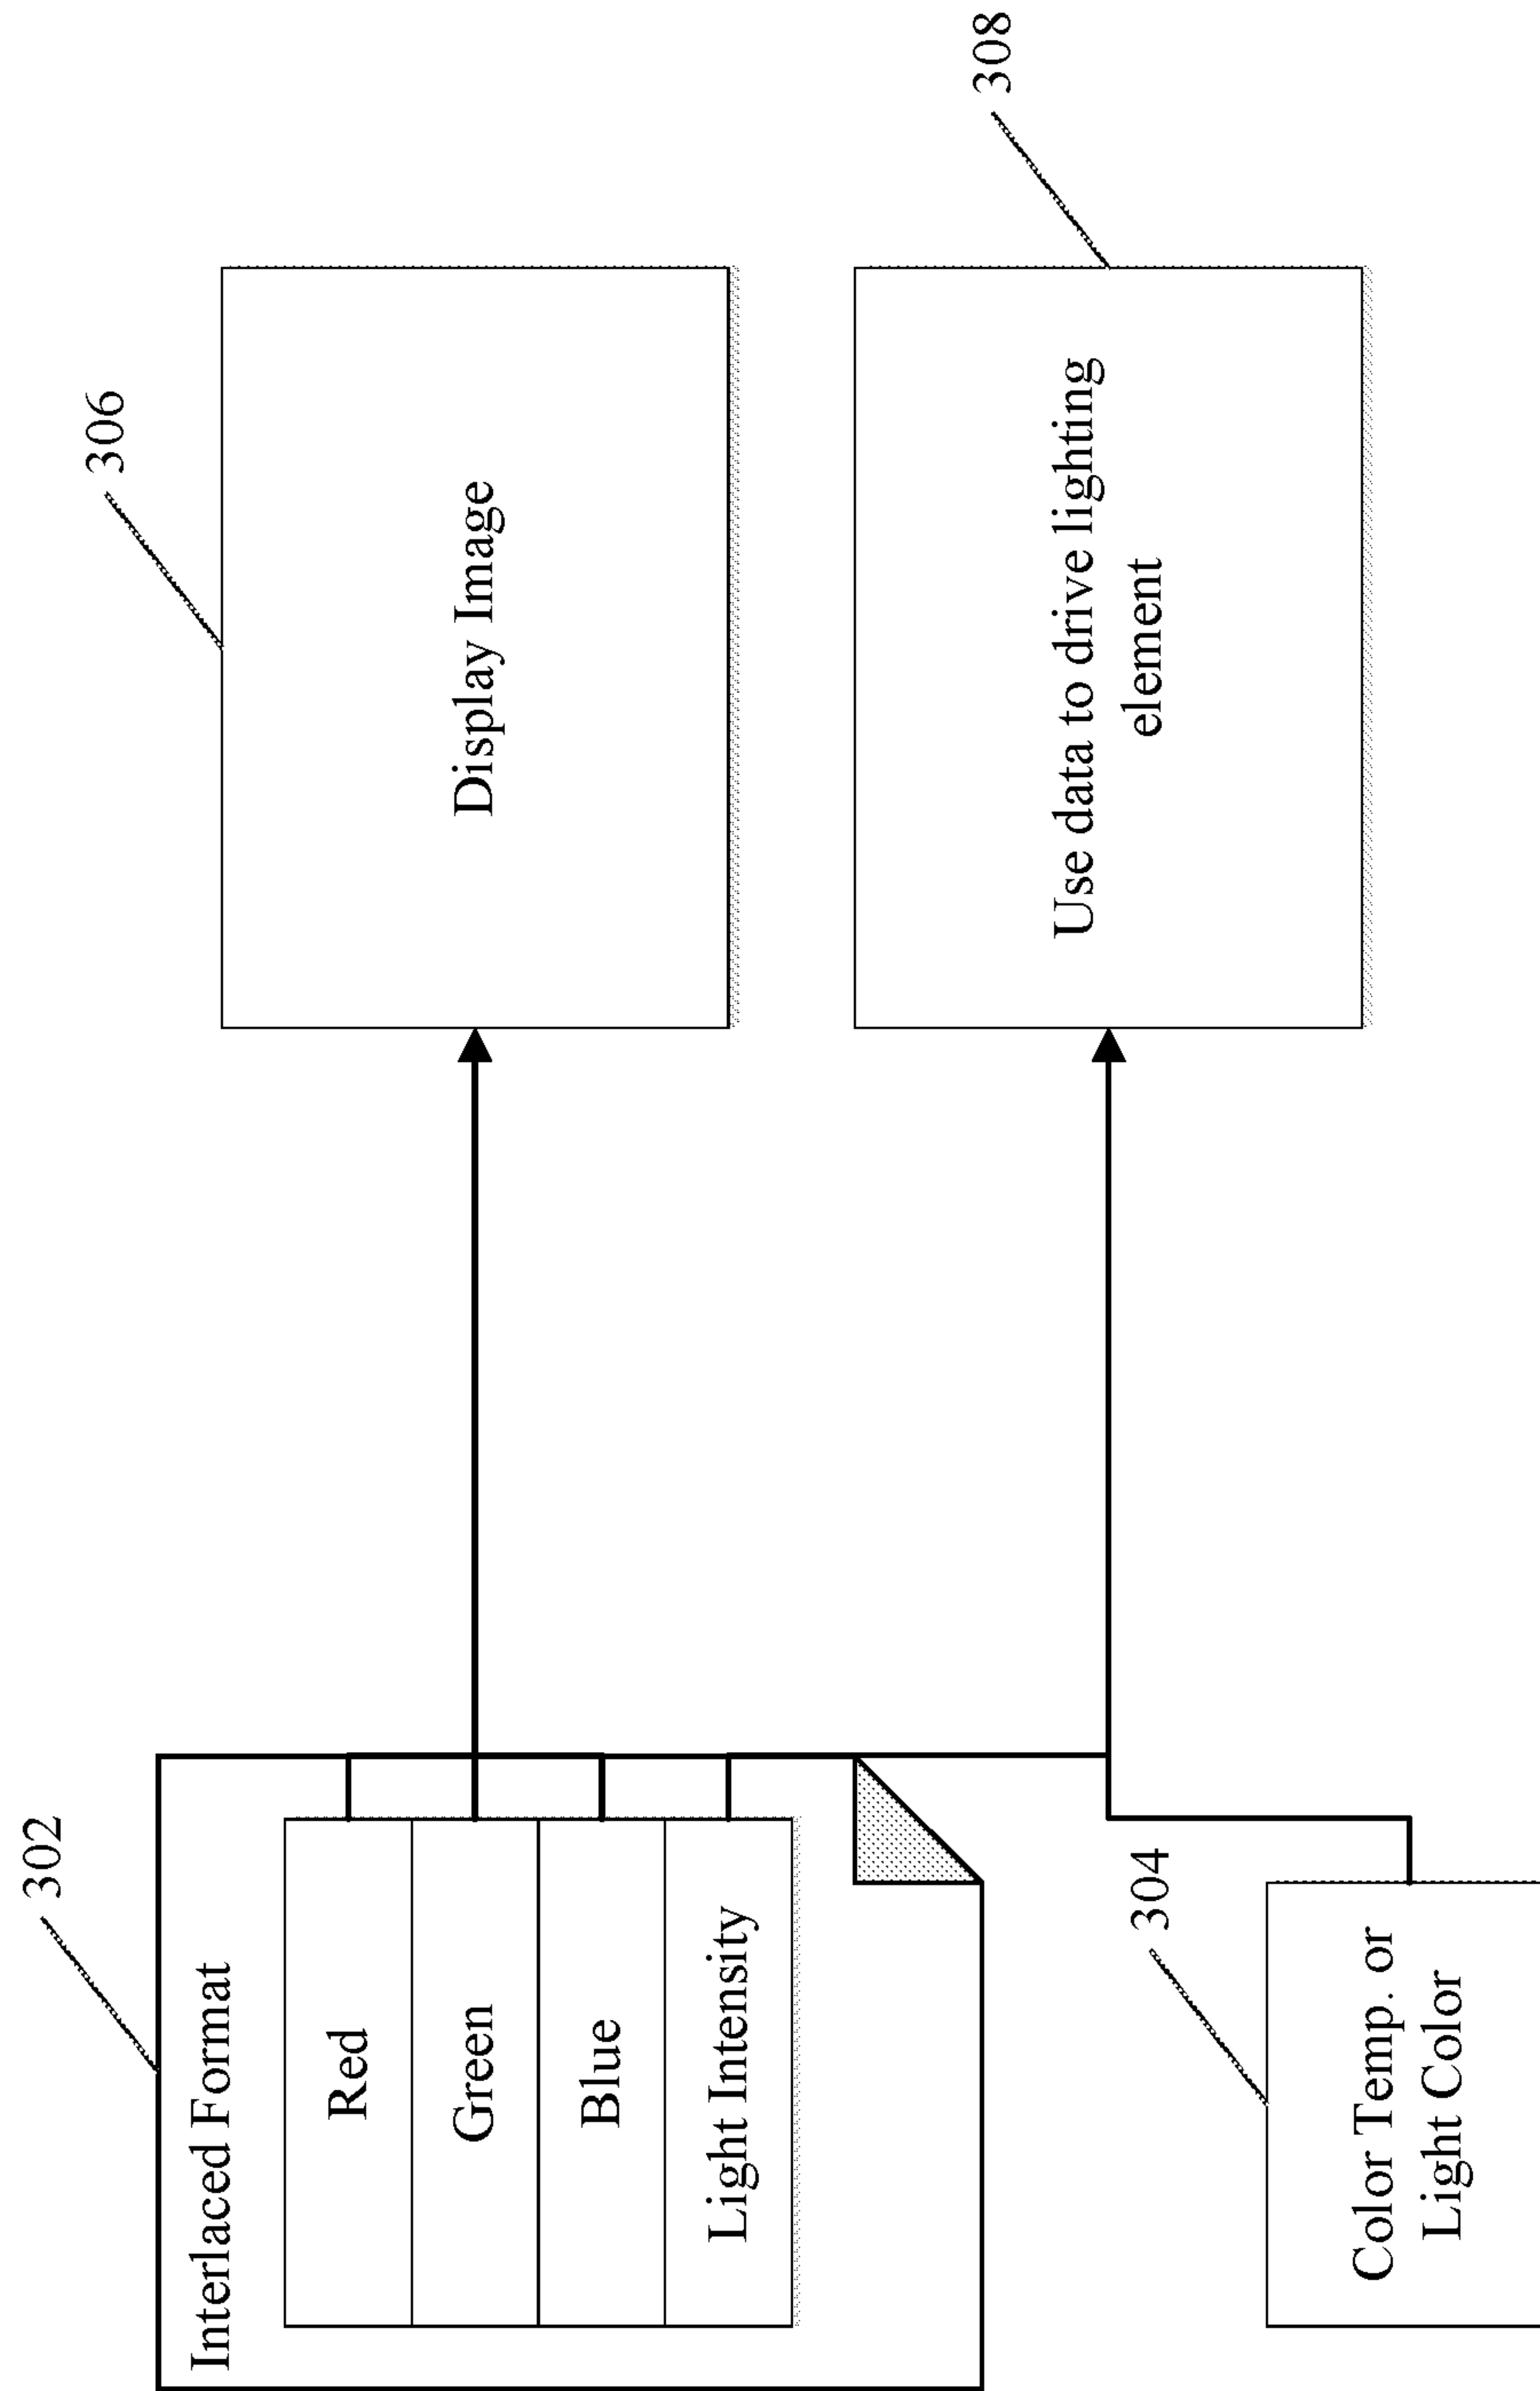 302
Interlaced Format
Red
Green
Blue
Light Intensity
304
Color Temp. or
Light Color
306
Display Image
308
Use data to drive lighting
element